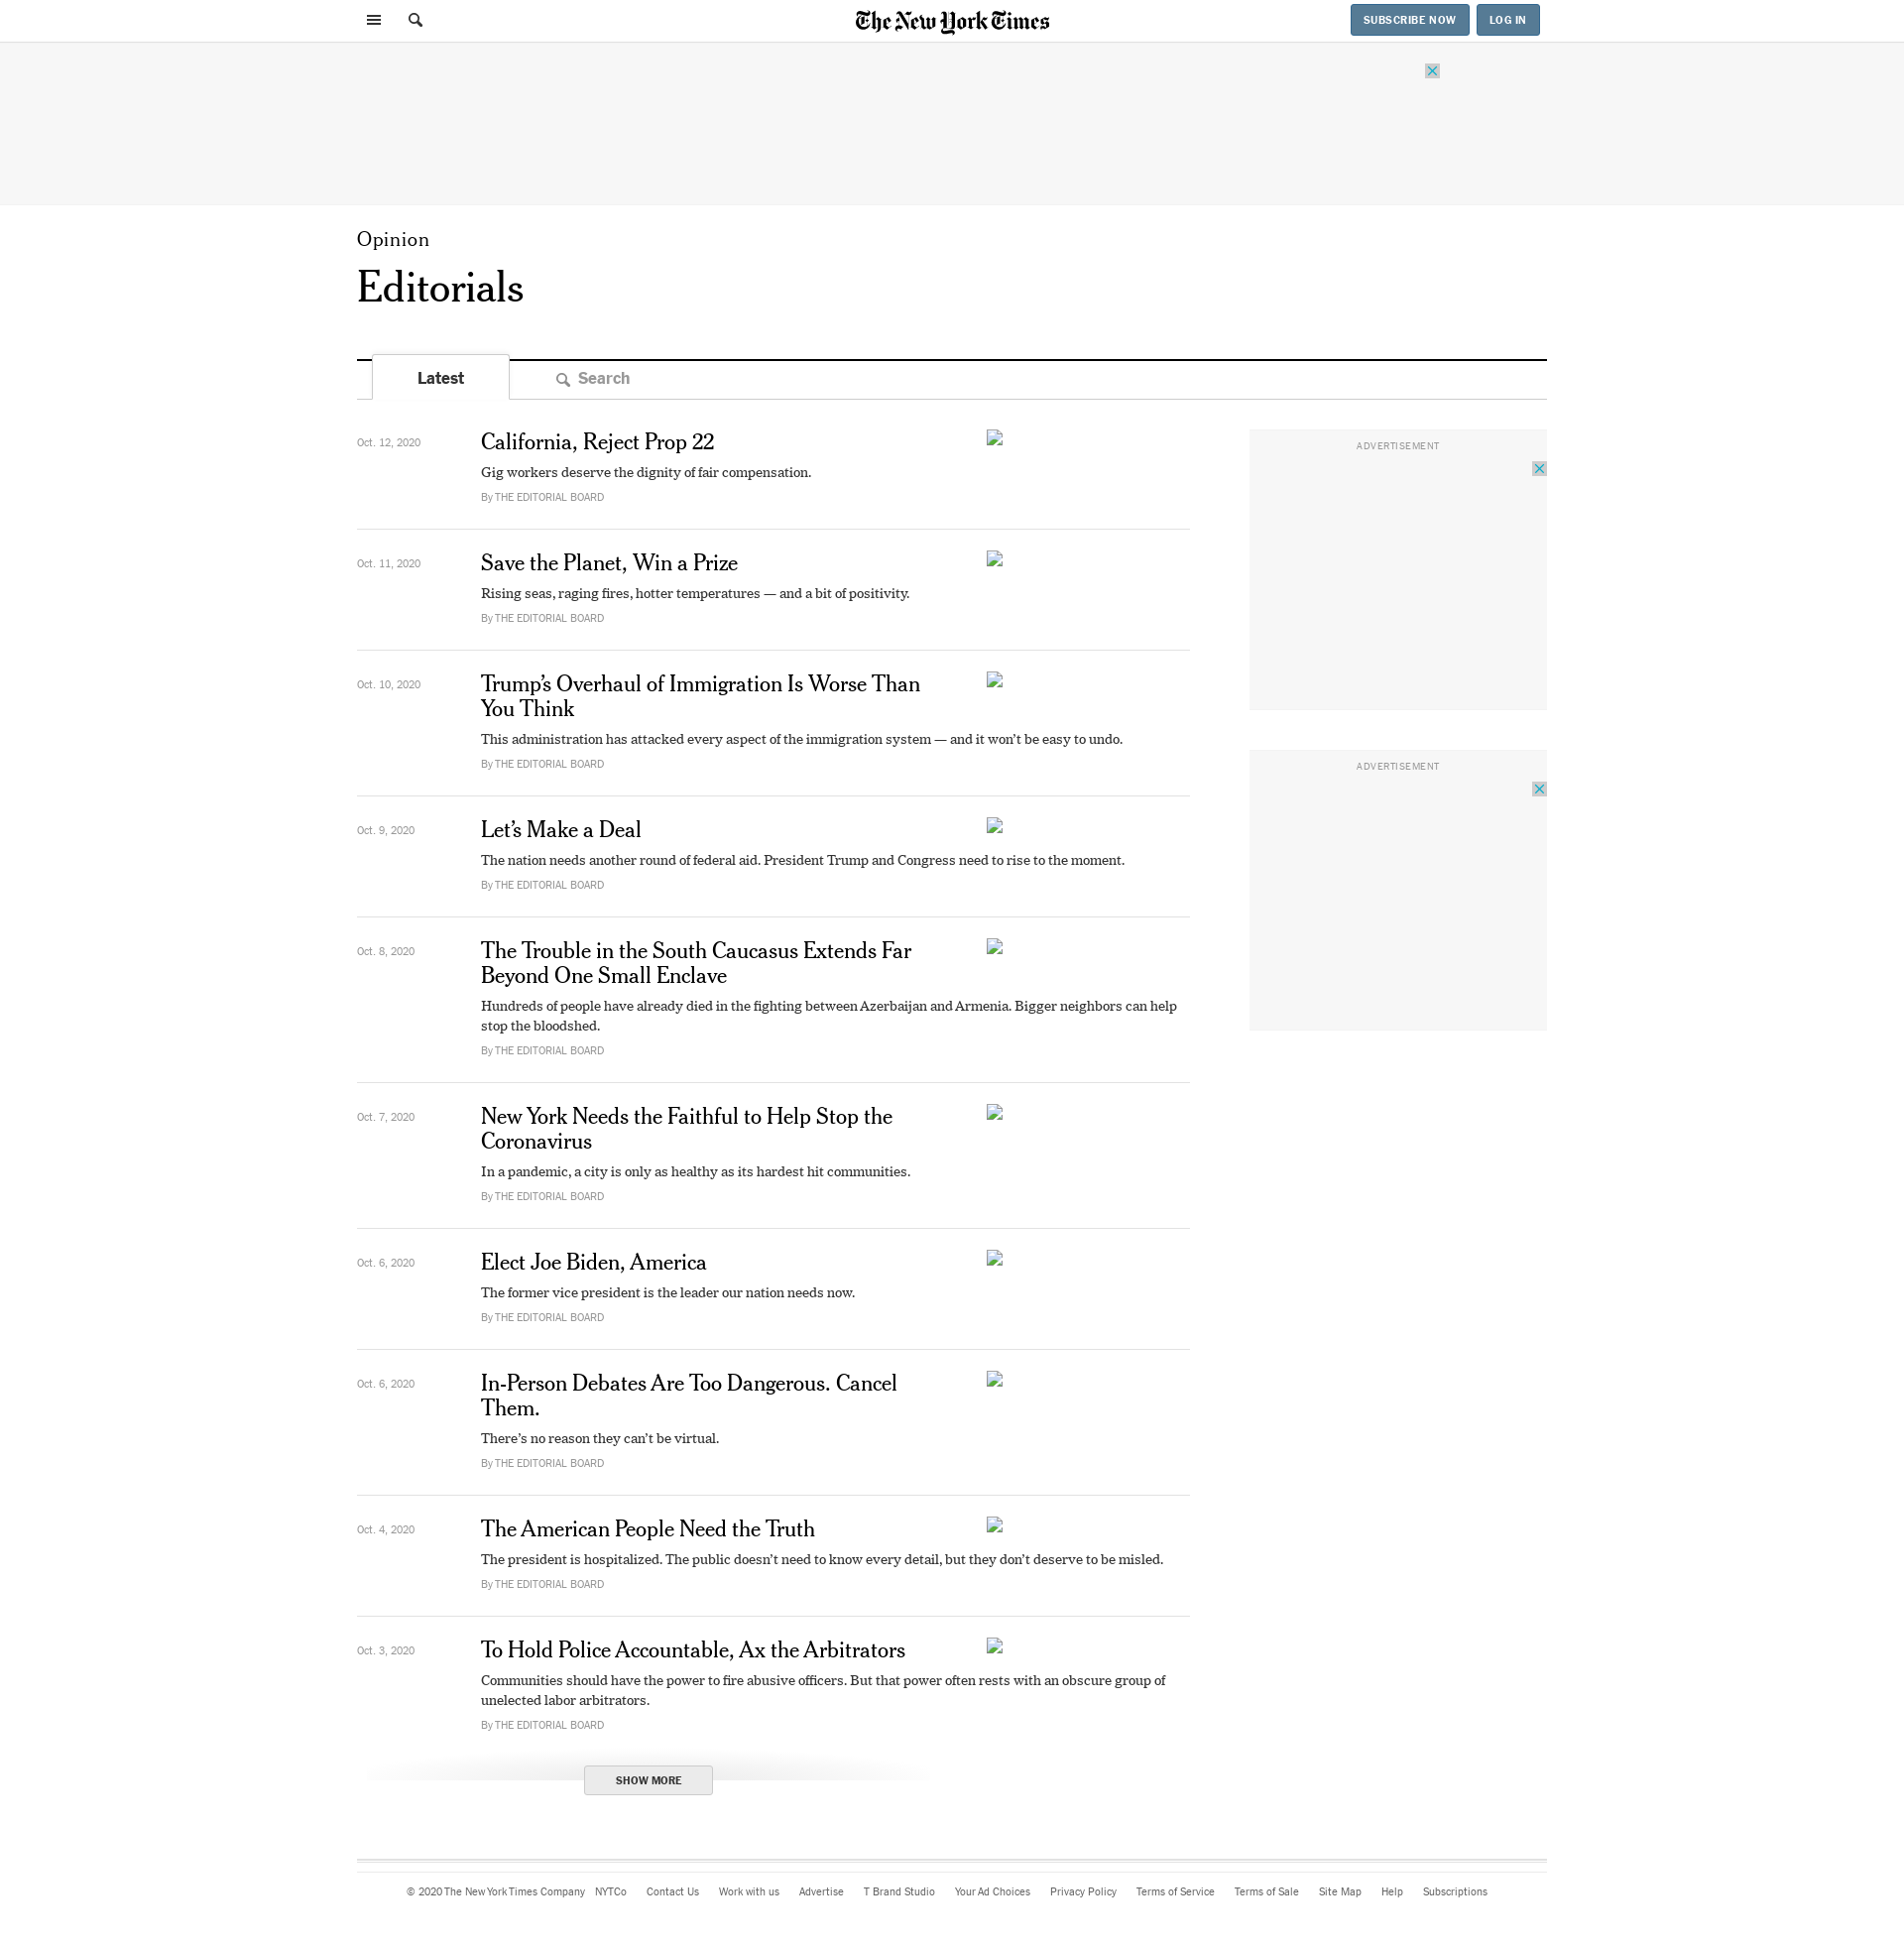 The New York Times
SUBSCRIBE NOW
LOG IN
Opinion
Editorials
Latest
Search
Oct. 12, 2020
California, Reject Prop 22
Gig workers deserve the dignity of fair compensation.
By THE EDITORIAL BOARD
ADVERTISEMENT
Oct. 11, 2020
Save the Planet, Win a Prize
Rising seas, raging fires, hotter temperatures — and a bit of positivity.
By THE EDITORIAL BOARD
Oct. 10, 2020
Trump’s Overhaul of Immigration Is Worse Than
You Think
This administration has attacked every aspect of the immigration system — and it won’t be easy to undo.
By THE EDITORIAL BOARD
ADVERTISEMENT
Oct. 9, 2020
Let’s Make a Deal
The nation needs another round of federal aid. President Trump and Congress need to rise to the moment.
By THE EDITORIAL BOARD
Oct. 8, 2020
The Trouble in the South Caucasus Extends Far
Beyond One Small Enclave
Hundreds of people have already died in the fighting between Azerbaijan and Armenia. Bigger neighbors can help
stop the bloodshed.
By THE EDITORIAL BOARD
Oct. 7, 2020
New York Needs the Faithful to Help Stop the
Coronavirus
In a pandemic, a city is only as healthy as its hardest hit communities.
By THE EDITORIAL BOARD
Oct. 6, 2020
Elect Joe Biden, America
The former vice president is the leader our nation needs now.
By THE EDITORIAL BOARD
Oct. 6, 2020
In-Person Debates Are Too Dangerous. Cancel
Them.
There’s no reason they can’t be virtual.
By THE EDITORIAL BOARD
Oct. 4, 2020
The American People Need the Truth
The president is hospitalized. The public doesn’t need to know every detail, but they don’t deserve to be misled.
By THE EDITORIAL BOARD
Oct. 3, 2020
To Hold Police Accountable, Ax the Arbitrators
Communities should have the power to fire abusive officers. But that power often rests with an obscure group of
unelected labor arbitrators.
By THE EDITORIAL BOARD
SHOW MORE
© 2020 The New York Times Company NYTCo Contact Us Work with us Advertise T Brand Studio Your Ad Choices Privacy Policy Terms of Service Terms of Sale Site Map Help Subscriptions